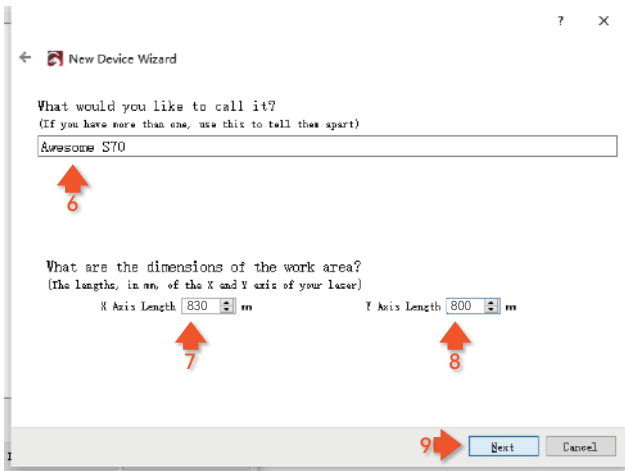 ? ×
← New Device Wizard
What would you like to call it?
(If you have more than one, use this to tell them apart)
Awesome S70
6
What are the dimensions of the work area?
(The lengths, in mm, of the X and Y axis of your laser)
X Axis Length 830 mm Y Axis Length 800 mm
7 8
9 Next Cancel